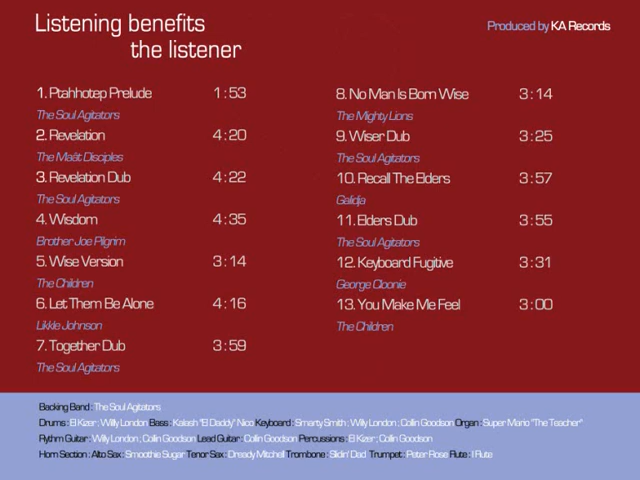 Listening benefits
the listener
Produced by KA Records
1. Ptahhotep Prelude 1:53
The Soul Agitators
2. Revelation 4:20
The Maât Disciples
3. Revelation Dub 4:22
The Soul Agitators
4. Wisdom 4:35
Brother Joe Pilgrim
5. Wise Version 3:14
The Children
6. Let Them Be Alone 4:16
Likkle Johnson
7. Together Dub 3:59
The Soul Agitators
8. No Man Is Born Wise 3:14
The Mighty Lions
9. Wiser Dub 3:25
The Soul Agitators
10. Recall The Elders 3:57
Galidja
11. Elders Dub 3:55
The Soul Agitators
12. Keyboard Fugitive 3:31
George Cloonie
13. You Make Me Feel 3:00
The Children
Backing Band : The Soul Agitators
Drums : El Kizer ; Willy London Bass : Kalash "El Daddy" Nico Keyboard : Smarty Smith ; Willy London ; Collin Goodson Organ : Super Mario "The Teacher"
Rythm Guitar : Willy London ; Collin Goodson Lead Guitar : Collin Goodson Percussions : El Kizer ; Collin Goodson
Horn Section : Alto Sax : Smoothie Sugar Tenor Sax : Dready Mitchell Trombone : Slidin' Dad Trumpet : Peter Rose Flute : I Flute